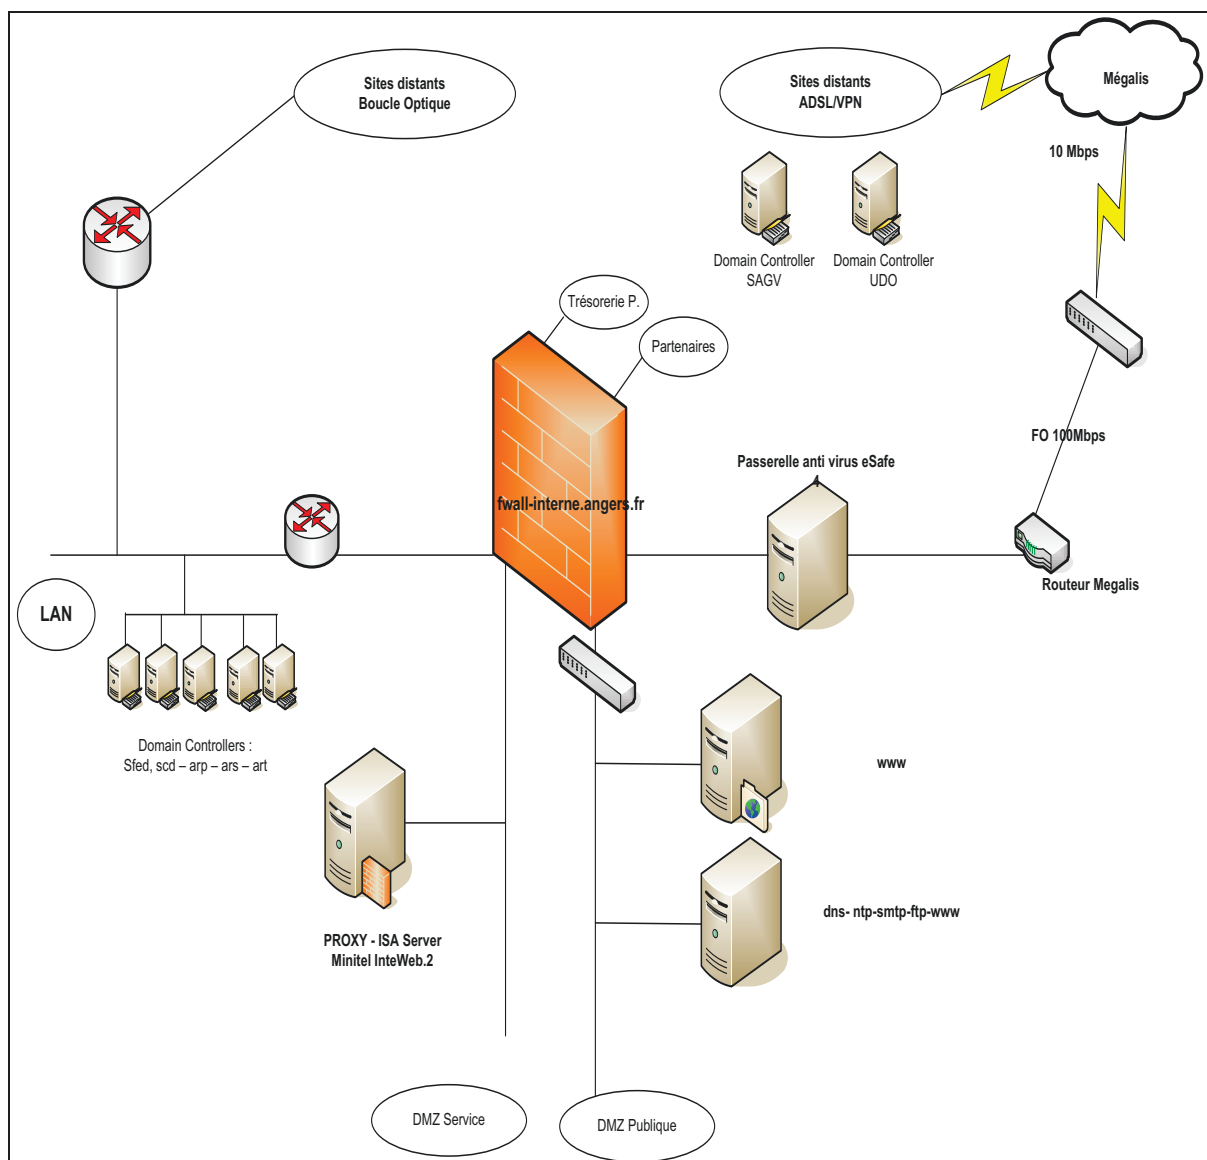 Sites distants
Boucle Optique
Sites distants
ADSL/VPN
Mégalis
10 Mbps
Domain Controller
SAGV
Domain Controller
UDO
Trésorerie P.
Partenaires
FO 100Mbps
Passerelle anti virus eSafe
4
fwall-interne.angers.fr
Routeur Megalis
LAN
Domain Controllers :
Sfed, scd – arp – ars – art
www
dns- ntp-smtp-ftp-www
PROXY - ISA Server
Minitel InteWeb.2
DMZ Service
DMZ Publique